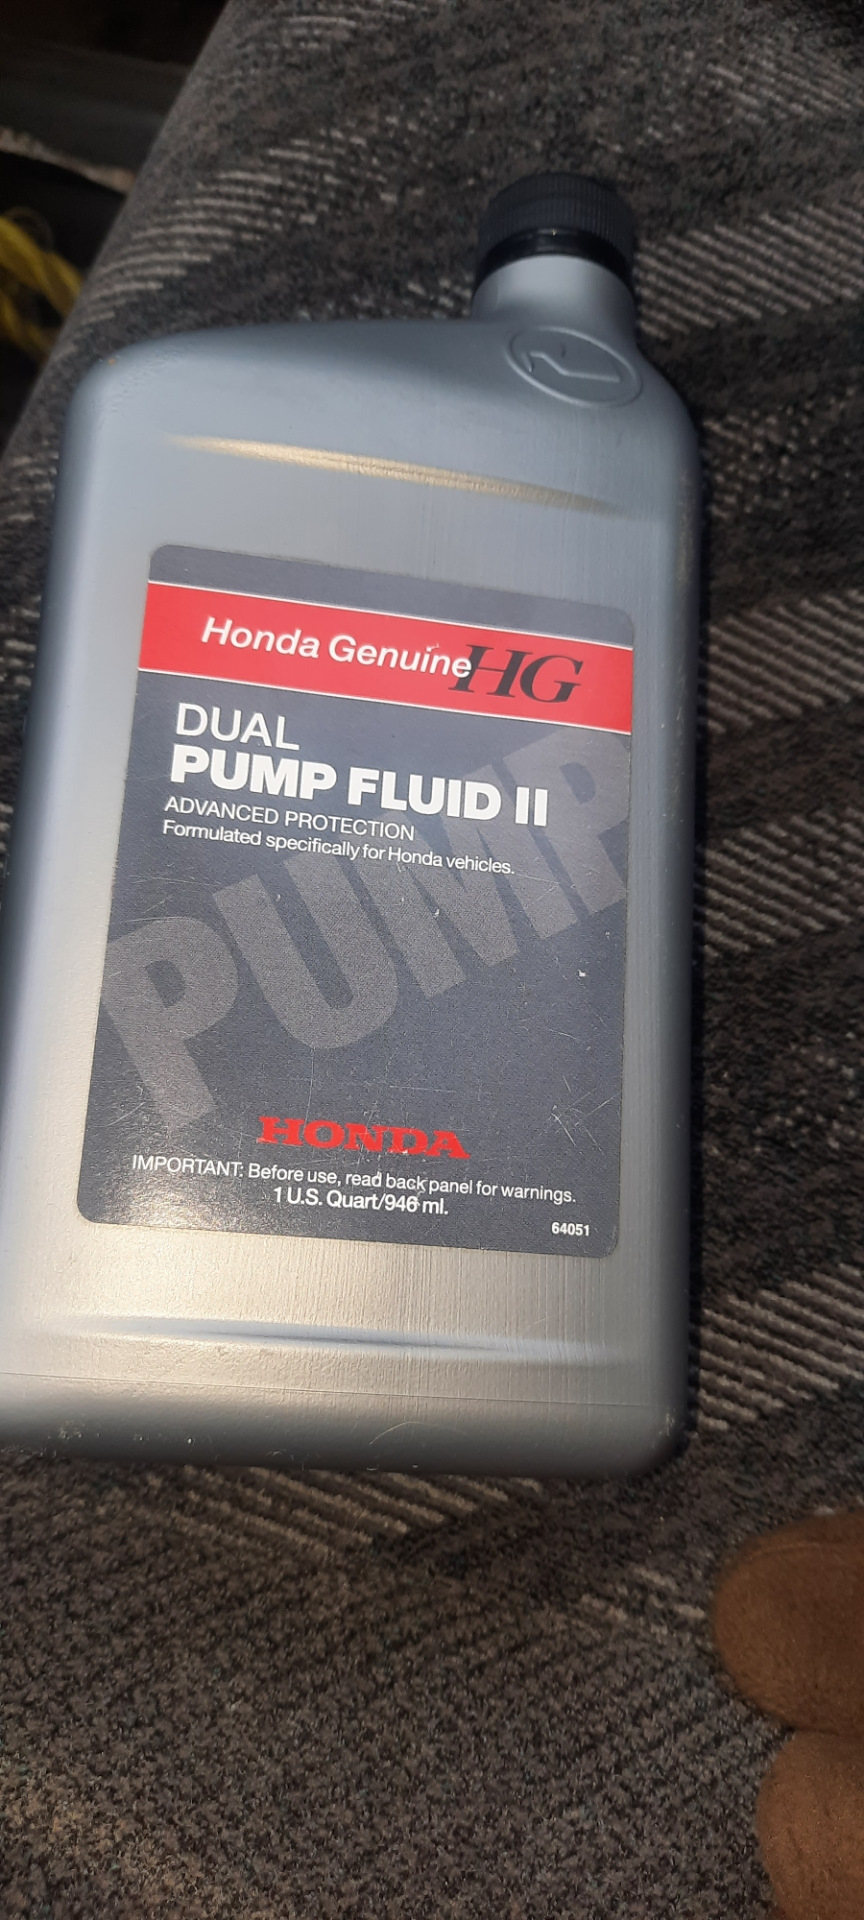 Honda Genuine HG
DUAL
PUMP FLUID II
ADVANCED PROTECTION
Formulated specifically for Honda vehicles.
PUMP
HONDA
IMPORTANT: Before use, read back panel for warnings.
1 U.S. Quart/946 ml.
64051